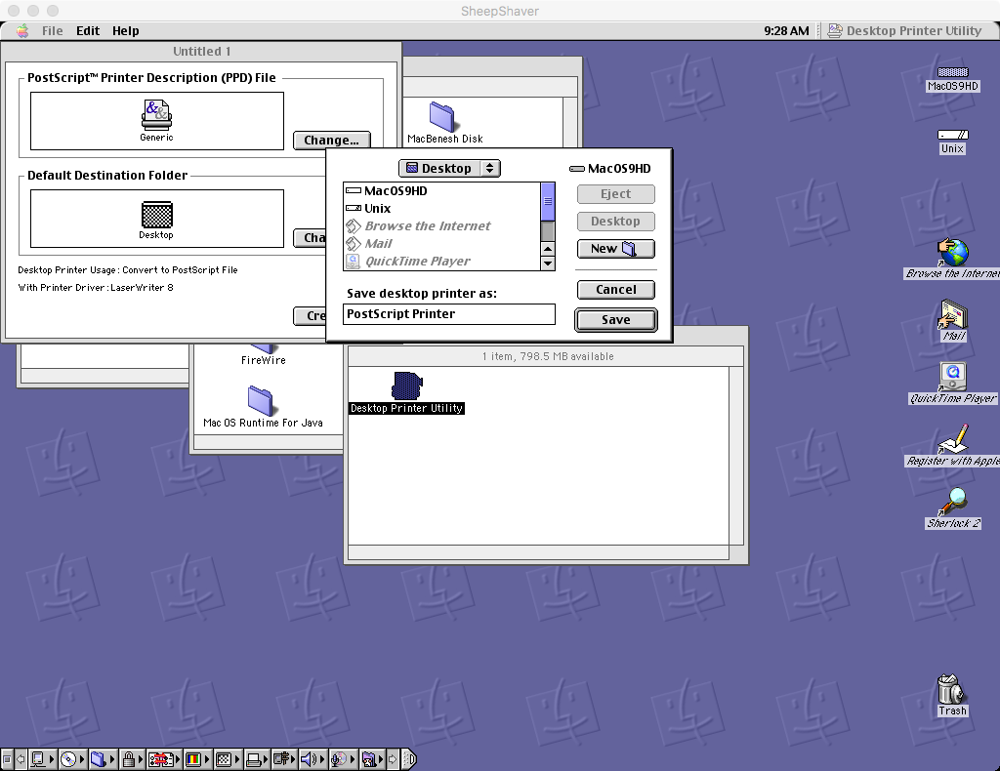 SheepShaver
File Edit Help
9:28 AM
Desktop Printer Utility
Untitled 1
PostScript™ Printer Description (PPD) File
Generic
Change...
Default Destination Folder
Desktop
Cha
Desktop Printer Usage : Convert to PostScript File
With Printer Driver : LaserWriter 8
Cre
MacBenesh Disk
Desktop
MacOS9HD
MacOS9HD
Unix
Browse the Internet
Mail
QuickTime Player
Eject
Desktop
New
Save desktop printer as:
PostScript Printer
Cancel
Save
FireWire
Mac OS Runtime For Java
1 item, 798.5 MB available
Desktop Printer Utility
MacOS9HD
Unix
Browse the Internet
Mail
QuickTime Player
Register with Apple
Sherlock 2
Trash